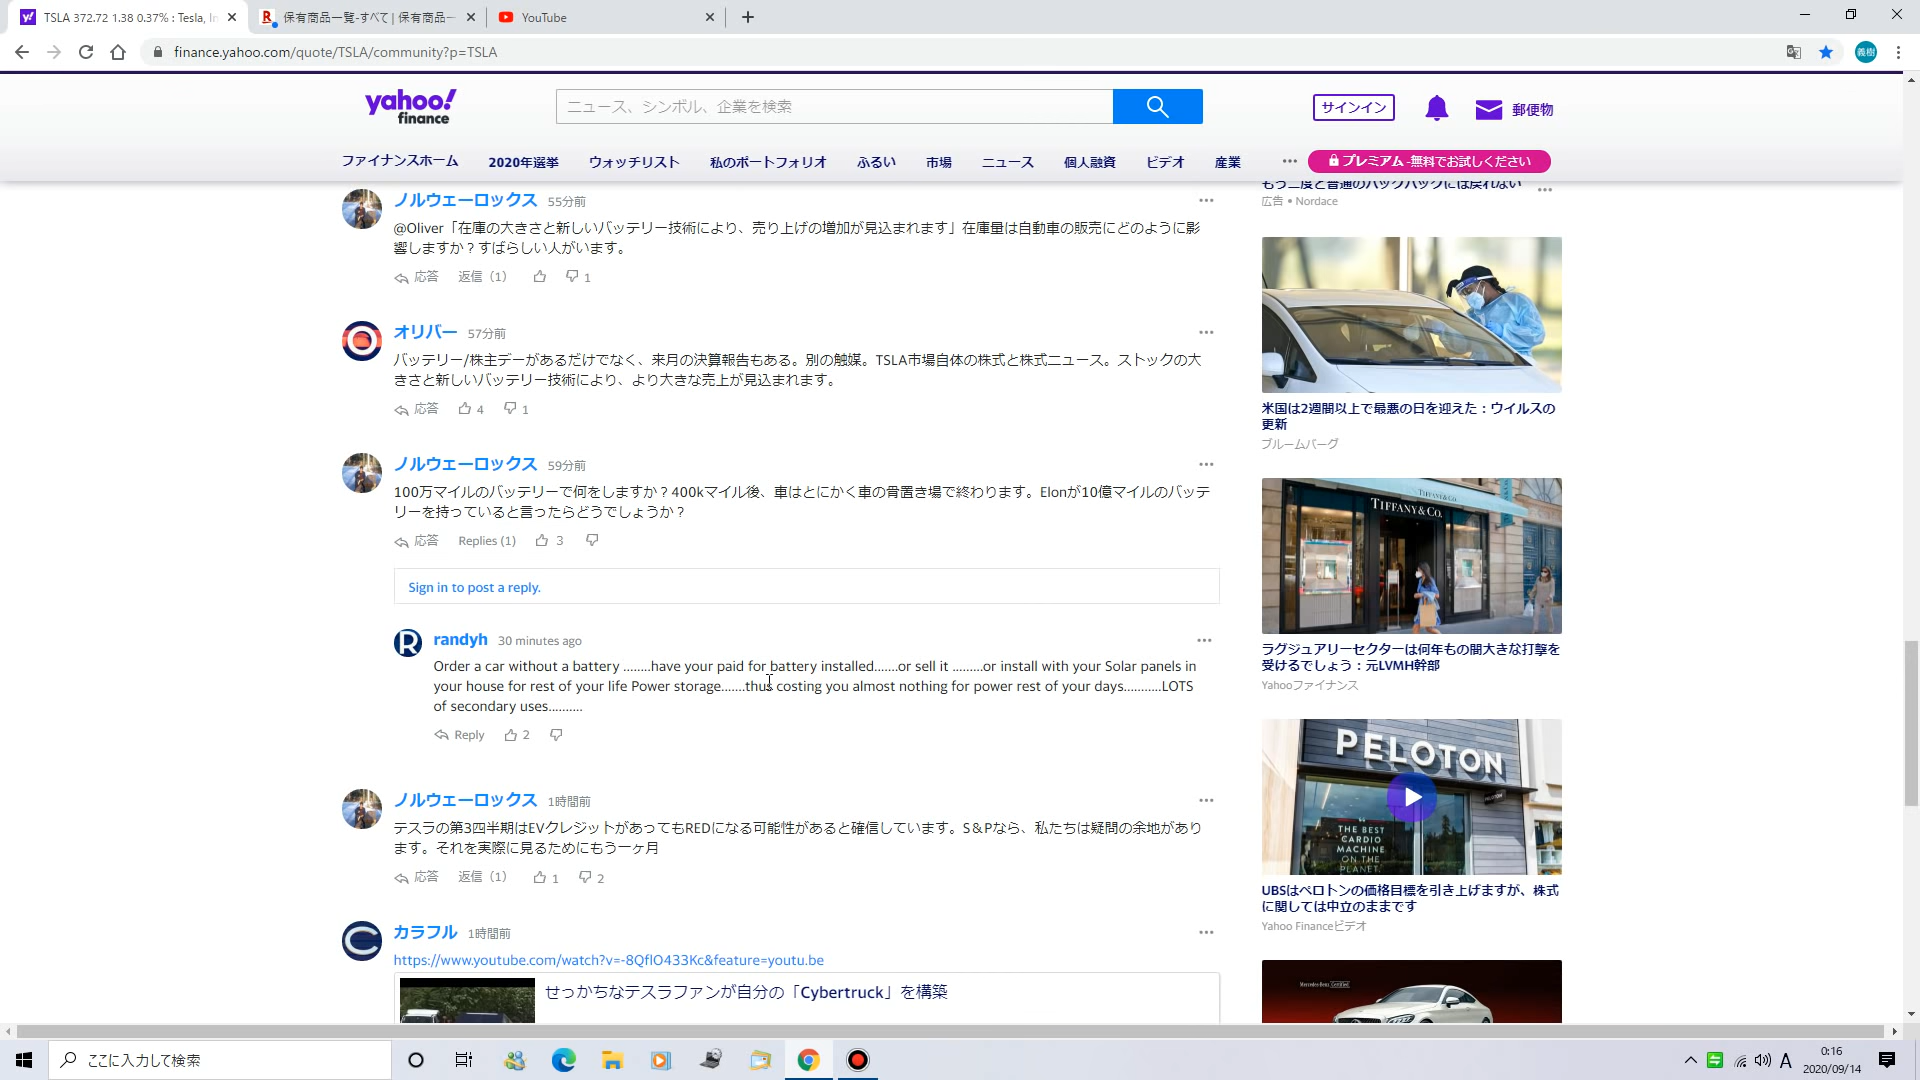 TSLA 372.72 1.38 0.37% : Tesla, In
保有商品一覧-すべて | 保有商品一
YouTube
finance.yahoo.com/quote/TSLA/community?p=TSLA
義樹
yahoo!
finance
ニュース、シンボル、企業を検索
サインイン
郵便物
ファイナンスホーム
2020年選挙
ウォッチリスト
私のポートフォリオ
ふるい
市場
ニュース
個人融資
ビデオ
産業
プレミアム-無料でお試しください
ノルウェーロックス 55分前
@Oliver「在庫の大きさと新しいバッテリー技術により、売り上げの増加が見込まれます」在庫量は自動車の販売にどのように影
響しますか？すばらしい人がいます。
応答 返信（1） 1
オリバー 57分前
バッテリー/株主デーがあるだけでなく、来月の決算報告もある。別の触媒。TSLA市場自体の株式と株式ニュース。ストックの大
きさと新しいバッテリー技術により、より大きな売上が見込まれます。
応答 4 1
ノルウェーロックス 59分前
100万マイルのバッテリーで何をしますか？400kマイル後、車はとにかく車の骨置き場で終わります。Elonが10億マイルのバッテ
リーを持っていると言ったらどうでしょうか？
応答 Replies (1) 3
Sign in to post a reply.
randyh 30 minutes ago
Order a car without a battery ........have your paid for battery installed.......or sell it .........or install with your Solar panels in
your house for rest of your life Power storage.......thus costing you almost nothing for power rest of your days...........LOTS
of secondary uses..........
Reply 2
ノルウェーロックス 1時間前
テスラの第3四半期はEVクレジットがあってもREDになる可能性があると確信しています。S＆Pなら、私たちは疑問の余地があり
ます。それを実際に見るためにもう一ヶ月
応答 返信（1） 1 2
カラフル 1時間前
https://www.youtube.com/watch?v=-8QflO433Kc&feature=youtu.be
せっかちなテスラファンが自分の「Cybertruck」を構築
もう二度と普通のバックパックには戻れない
広告 • Nordace
米国は2週間以上で最悪の日を迎えた：ウイルスの
更新
ブルームバーグ
TIFFANY & CO.
TIFFANY & CO.
ラグジュアリーセクターは何年もの間大きな打撃を
受けるでしょう：元LVMH幹部
Yahooファイナンス
PELOTON
THE BEST
CARDIO
MACHINE
ON THE
PLANET.
UBSはペロトンの価格目標を引き上げますが、株式
に関しては中立のままです
Yahoo Financeビデオ
Mercedes-Benz Certified
ここに入力して検索
A
0:16
2020/09/14